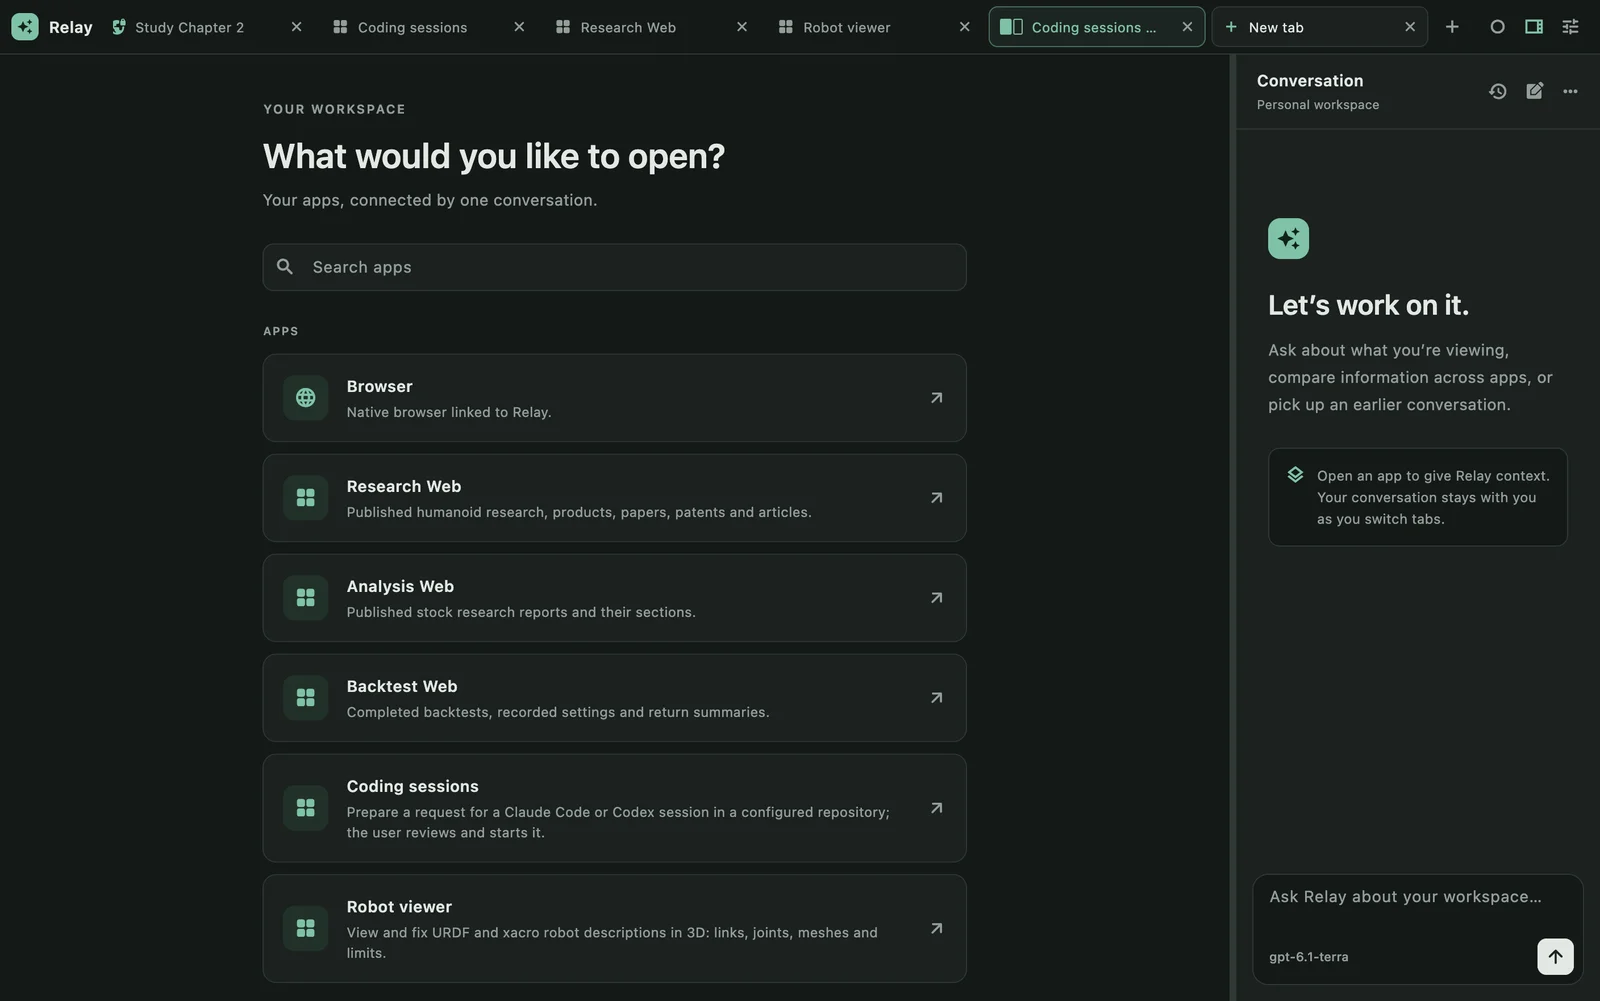 Relay
Study Chapter 2
Coding sessions
Research Web
Robot viewer
Coding sessions ...
New tab
YOUR WORKSPACE
What would you like to open?
Your apps, connected by one conversation.
Search apps
APPS
Browser
Native browser linked to Relay.
Research Web
Published humanoid research, products, papers, patents and articles.
Analysis Web
Published stock research reports and their sections.
Backtest Web
Completed backtests, recorded settings and return summaries.
Coding sessions
Prepare a request for a Claude Code or Codex session in a configured repository;
the user reviews and starts it.
Robot viewer
View and fix URDF and xacro robot descriptions in 3D: links, joints, meshes and
limits.
Conversation
Personal workspace
Let’s work on it.
Ask about what you’re viewing,
compare information across apps, or
pick up an earlier conversation.
Open an app to give Relay context.
Your conversation stays with you
as you switch tabs.
Ask Relay about your workspace...
gpt-6.1-terra